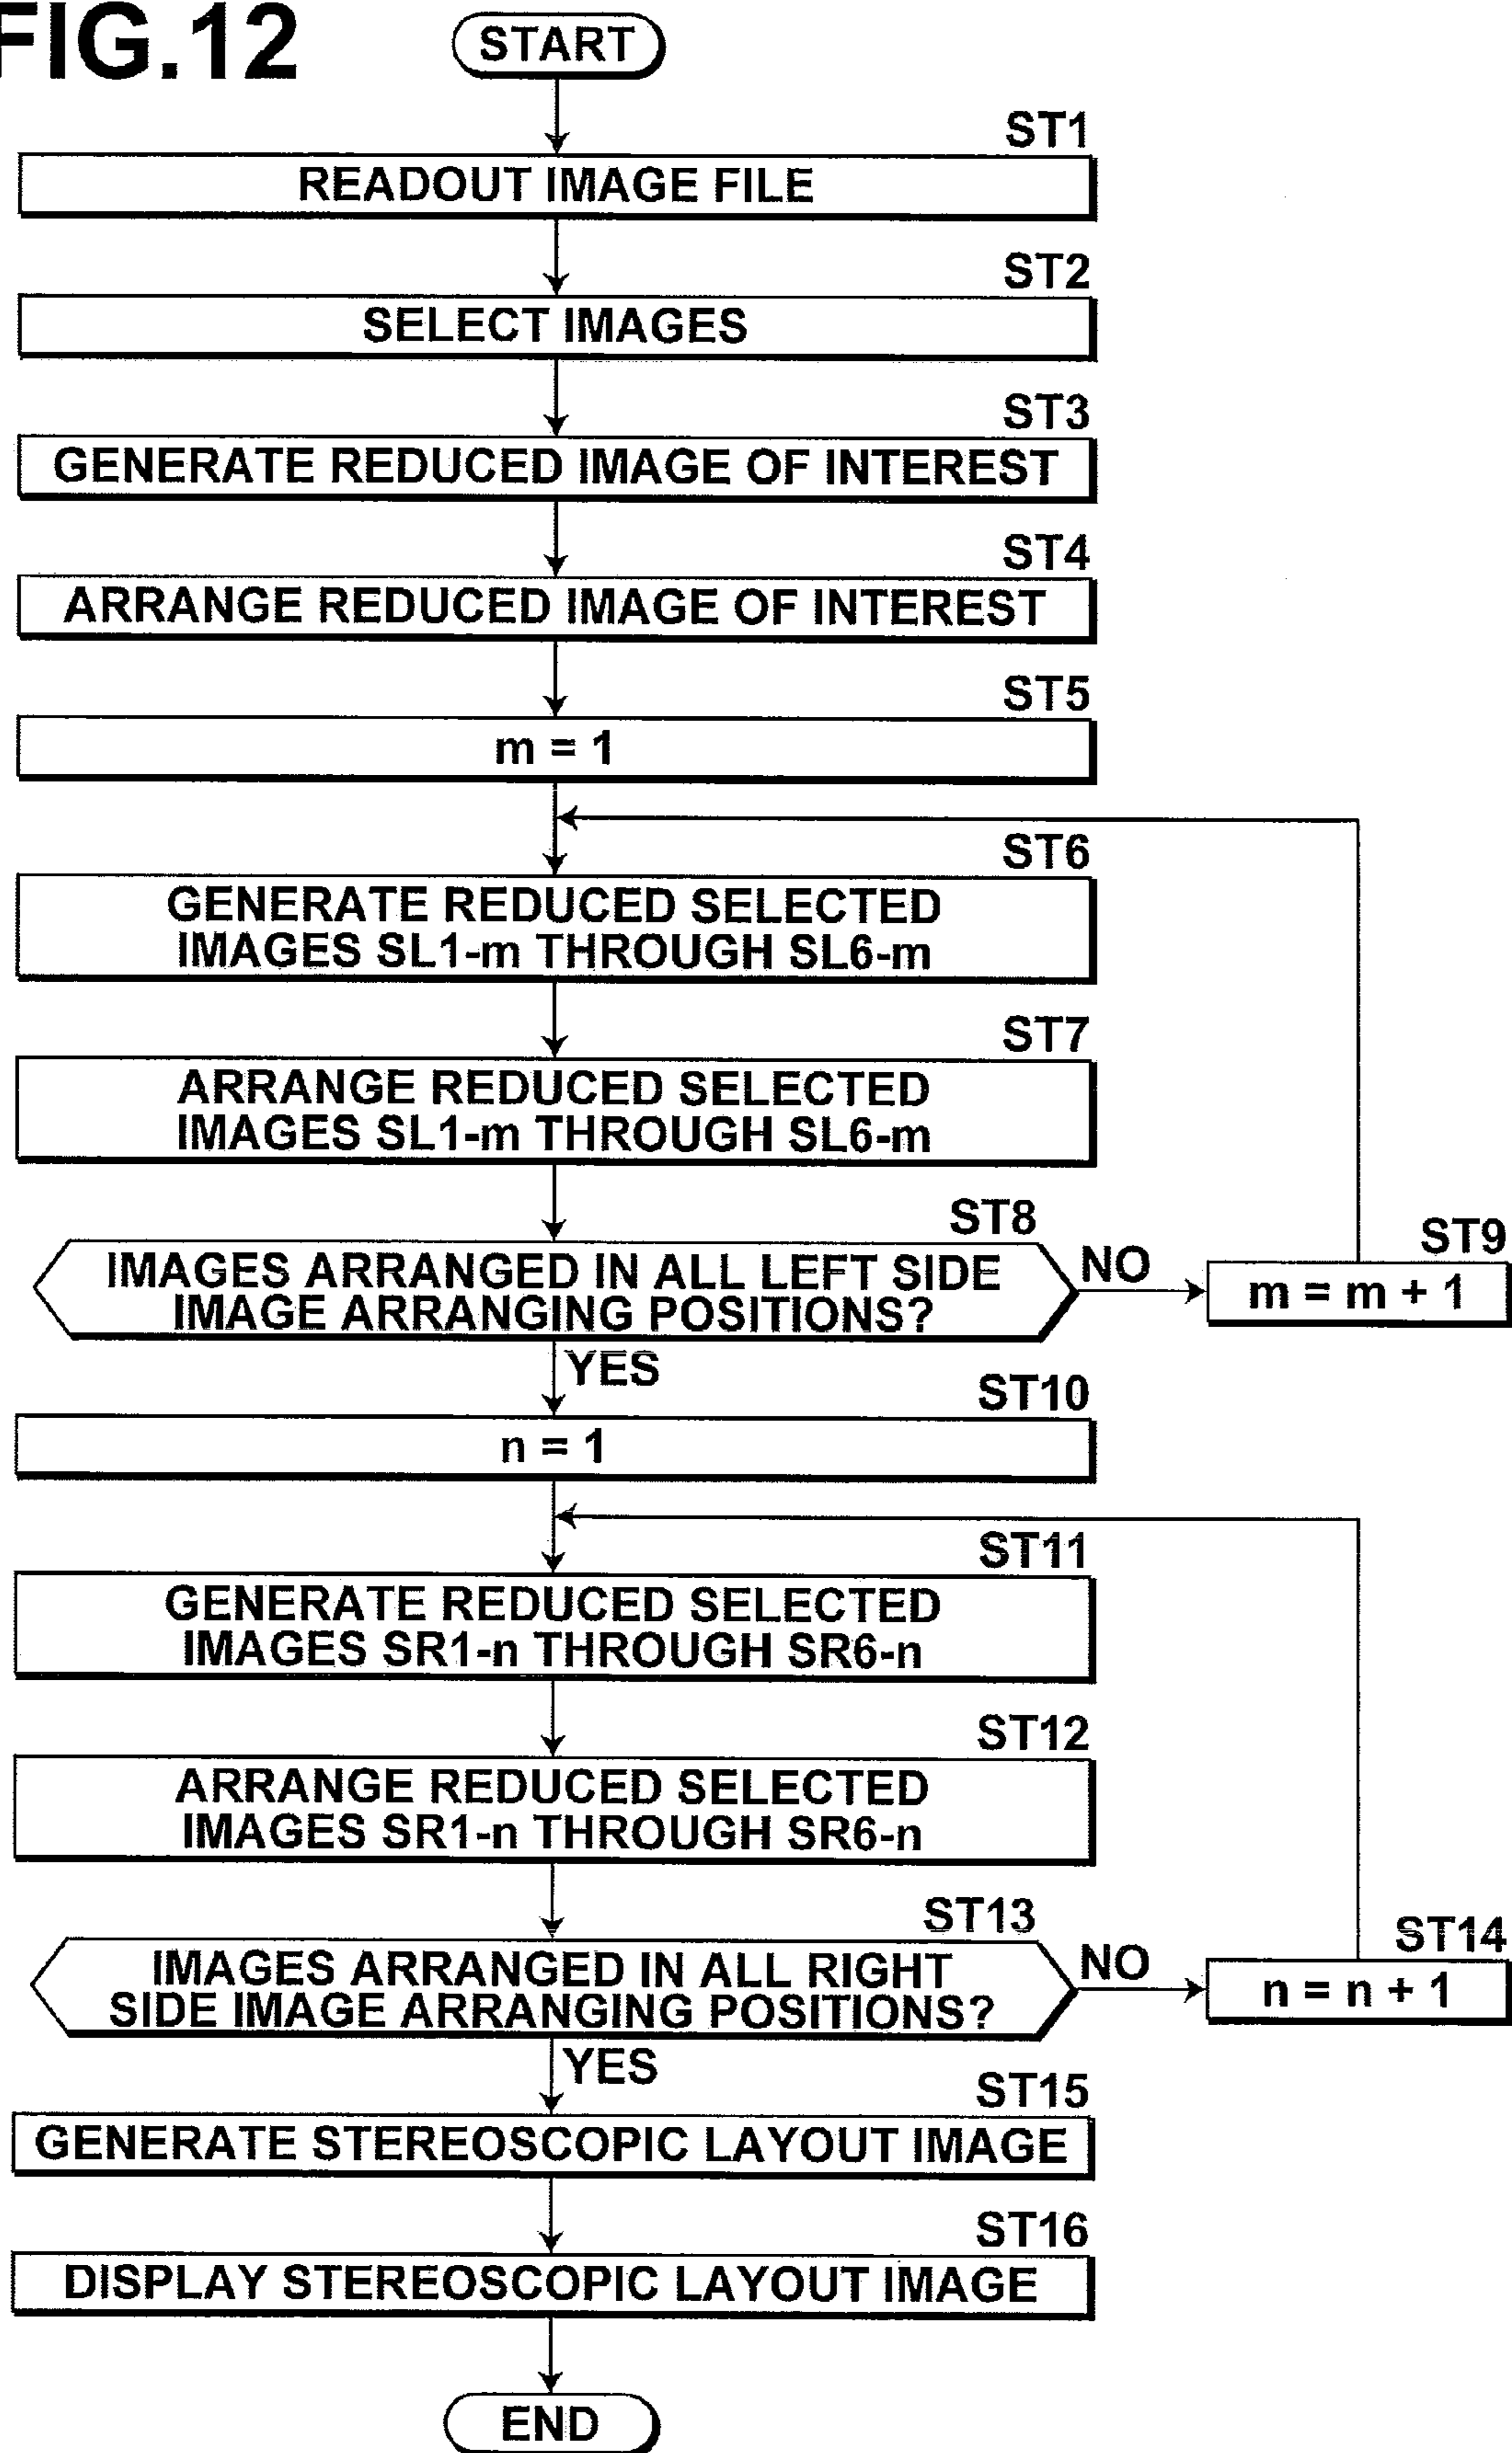 FIG.12
START
ST1
READOUT IMAGE FILE
ST2
SELECT IMAGES
ST3
GENERATE REDUCED IMAGE OF INTEREST
ST4
ARRANGE REDUCED IMAGE OF INTEREST
ST5
m = 1
ST6
GENERATE REDUCED SELECTED
IMAGES SL1-m THROUGH SL6-m
ST7
ARRANGE REDUCED SELECTED
IMAGES SL1-m THROUGH SL6-m
ST8
IMAGES ARRANGED IN ALL LEFT SIDE
IMAGE ARRANGING POSITIONS?
NO
ST9
m = m + 1
YES
ST10
n = 1
ST11
GENERATE REDUCED SELECTED
IMAGES SR1-n THROUGH SR6-n
ST12
ARRANGE REDUCED SELECTED
IMAGES SR1-n THROUGH SR6-n
ST13
IMAGES ARRANGED IN ALL RIGHT
SIDE IMAGE ARRANGING POSITIONS?
NO
ST14
n = n + 1
YES
ST15
GENERATE STEREOSCOPIC LAYOUT IMAGE
ST16
DISPLAY STEREOSCOPIC LAYOUT IMAGE
END